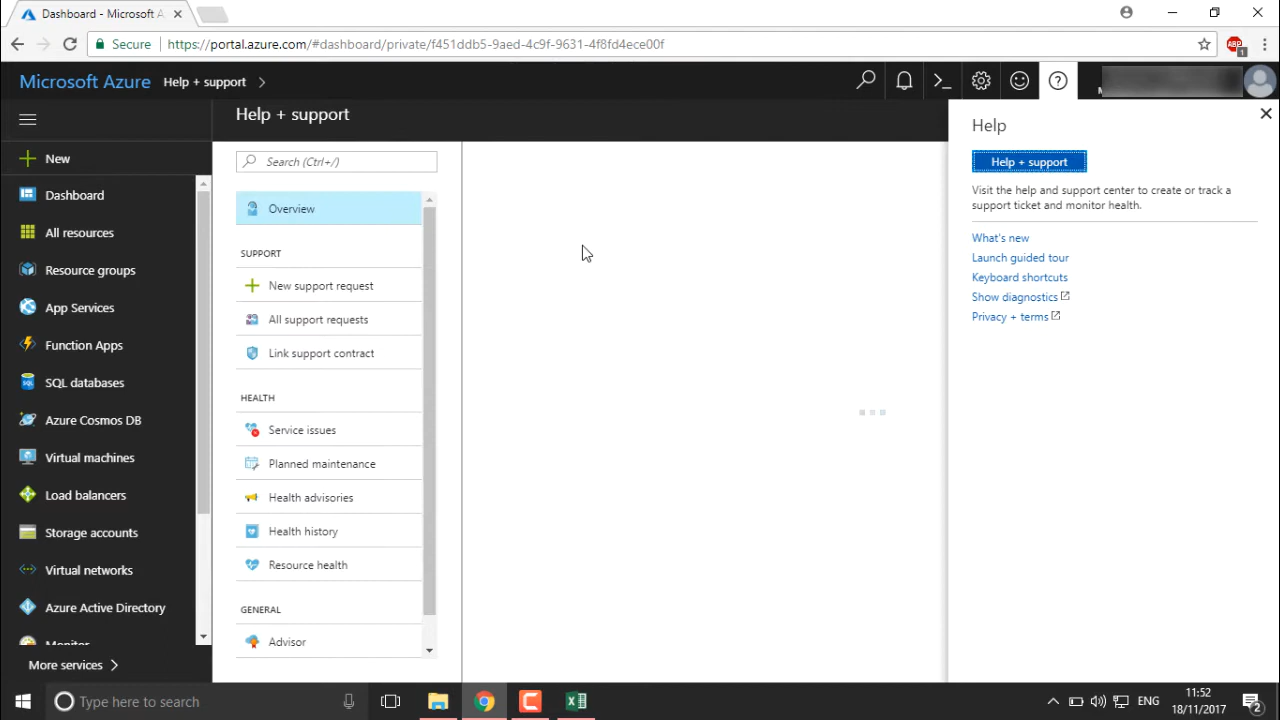 Dashboard - Microsoft A
Secure
https://portal.azure.com/#dashboard/private/f451ddb5-9aed-4c9f-9631-4f8fd4ece00f
ABP
1
Microsoft Azure
Help + support
New
Dashboard
All resources
Resource groups
App Services
Function Apps
SQL databases
Azure Cosmos DB
Virtual machines
Load balancers
Storage accounts
Virtual networks
Azure Active Directory
Monitor
More services
Help + support
Search (Ctrl+/)
Overview
SUPPORT
New support request
All support requests
Link support contract
HEALTH
Service issues
Planned maintenance
Health advisories
Health history
Resource health
GENERAL
Advisor
Help
Help + support
Visit the help and support center to create or track a
support ticket and monitor health.
What's new
Launch guided tour
Keyboard shortcuts
Show diagnostics
Privacy + terms
Type here to search
ENG
11:52
18/11/2017
2